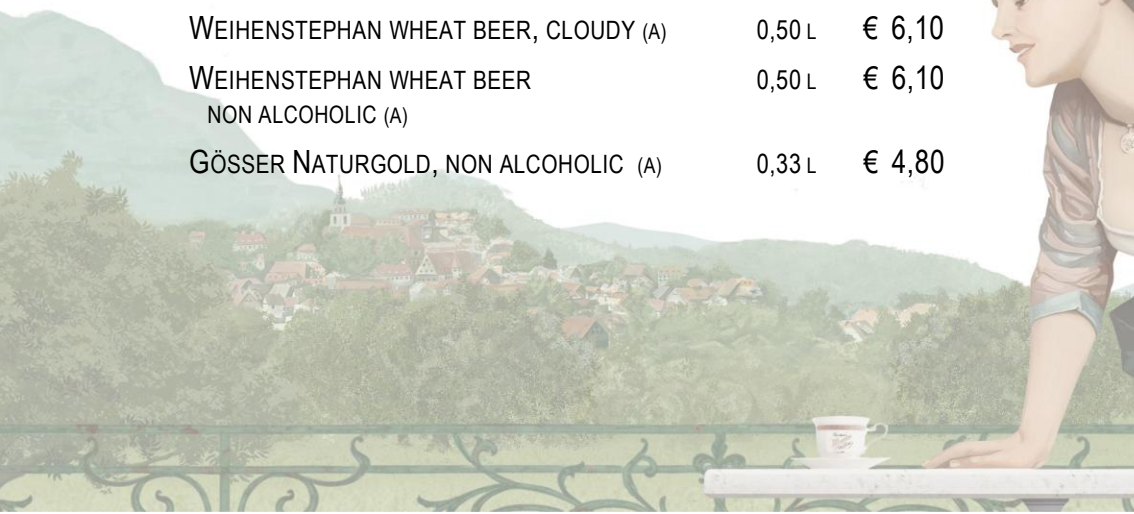 WEIHENSTEPHAN WHEAT BEER, CLOUDY (A) 0,50 L € 6,10
WEIHENSTEPHAN WHEAT BEER 0,50 L € 6,10
NON ALCOHOLIC (A)
GÖSSER NATURGOLD, NON ALCOHOLIC (A) 0,33 L € 4,80